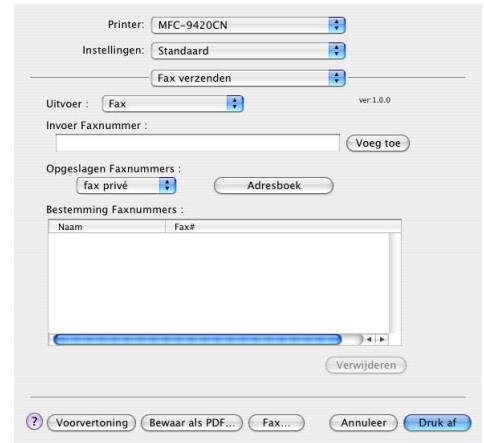 Printer: MFC-9420CN
Instellingen: Standaard
Fax verzenden
Uitvoer : Fax ver:1.0.0
Invoer Faxnummer :
Voeg toe
Opgeslagen Faxnummers :
fax privé Adresboek
Bestemming Faxnummers :
Naam Fax#
Verwijderen
? Voorvertoning Bewaar als PDF... Fax... Annuleer Druk af